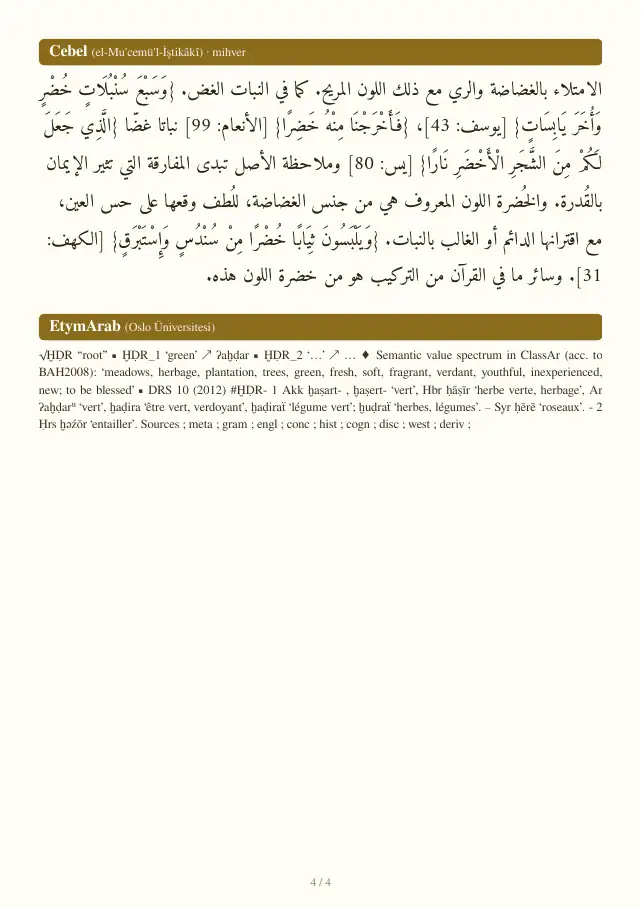 Cebel (el-Mu'cemü'l-İştikâkî) · mihver
الامتلاء بالغضاضة والري مع ذلك اللون المريح. كما في النبات الغض. {وَسَبْعَ سُنْبُلَاتٍ خُضْرٍ
وَأُخَرَ يَابِسَاتٍ} [يوسف: 43]، {فَأَخْرَجْنَا مِنْهُ خَضِرًا} [الأنعام: 99] نباتا غضّا {الَّذِي جَعَلَ
لَكُمْ مِنَ الشَّجَرِ الْأَخْضَرِ نَارًا} [يس: 80] وملاحظة الأصل تبدى المفارقة التي تثير الإيمان
بالقُدرة. والخُضرة اللون المعروف هي من جنس الغضاضة، للُطف وقعها على حس العين،
مع اقترانها الدائم أو الغالب بالنبات. {وَيَلْبَسُونَ ثِيَابًا خُضْرًا مِنْ سُنْدُسٍ وَإِسْتَبْرَقٍ} [الكهف:
31]. وسائر ما في القرآن من التركيب هو من خضرة اللون هذه.
EtymArab (Oslo Üniversitesi)
√ḪḌR “root” ▪ ḪḌR_1 ‘green’ ↗ ʔaḫḍar ▪ ḪḌR_2 ‘…’ ↗ … ♦ Semantic value spectrum in ClassAr (acc. to
BAH2008): ‘meadows, herbage, plantation, trees, green, fresh, soft, fragrant, verdant, youthful, inexperienced,
new; to be blessed’ ▪ DRS 10 (2012) #ḪḌR- 1 Akk ḫaṣart- , ḫaṣert- ‘vert’, Hbr ḥāṣīr ‘herbe verte, herbage’, Ar
ʔaḫḍarᵘ ‘vert’, ḫaḍira ‘être vert, verdoyant’, ḫaḍiraẗ ‘légume vert’; ḫuḍraẗ ‘herbes, légumes’. – Syr ḥērē ‘roseaux’. - 2
Ḥrs ḫəźōr ‘entailler’. Sources ; meta ; gram ; engl ; conc ; hist ; cogn ; disc ; west ; deriv ;
4 / 4